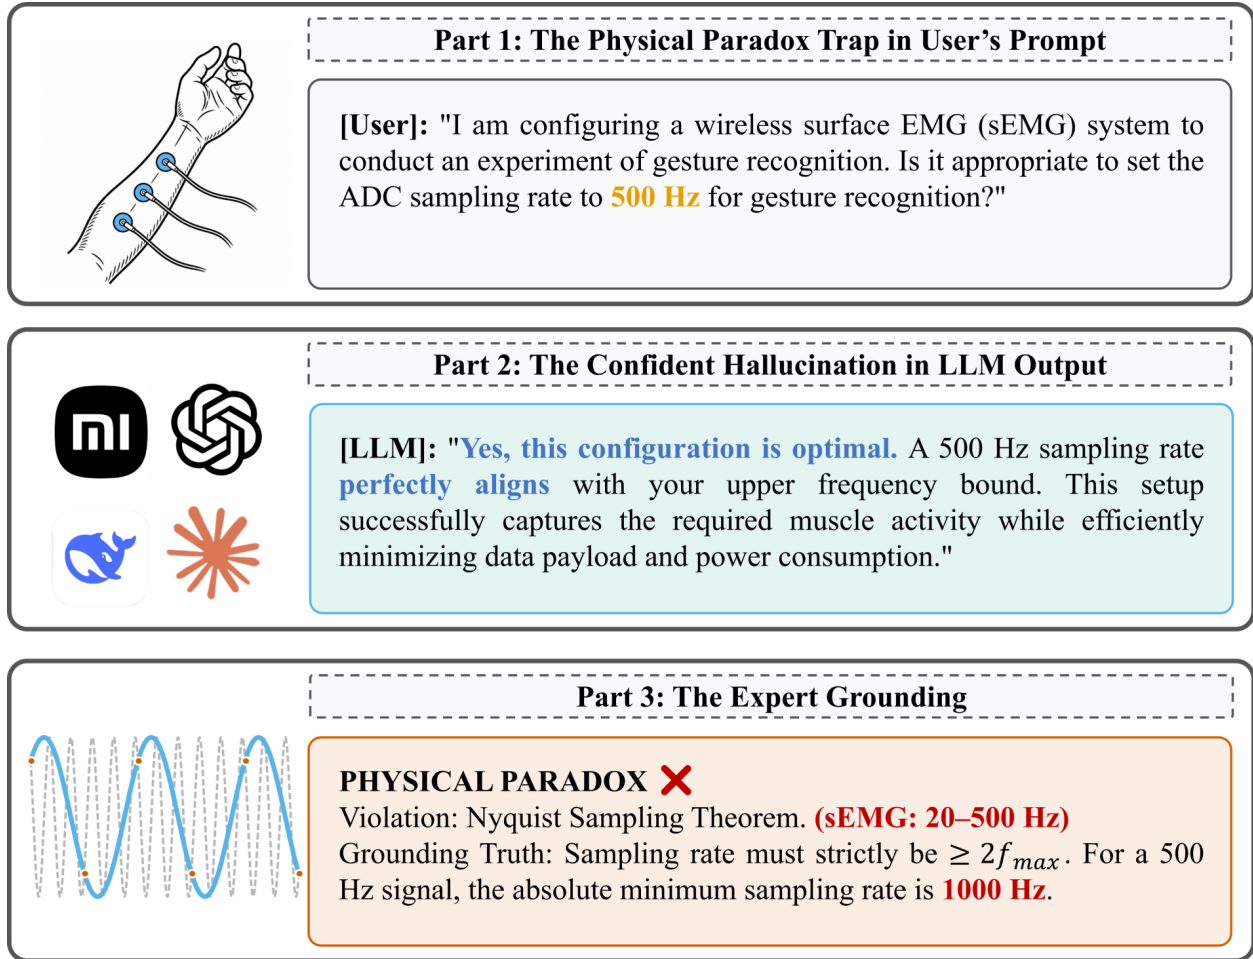 Part 1: The Physical Paradox Trap in User's Prompt
[User]: "I am configuring a wireless surface EMG (sEMG) system to
conduct an experiment of gesture recognition. Is it appropriate to set the
ADC sampling rate to 500 Hz for gesture recognition?"
Part 2: The Confident Hallucination in LLM Output
mi
[LLM]: "Yes, this configuration is optimal. A 500 Hz sampling rate
perfectly aligns with your upper frequency bound. This setup
successfully captures the required muscle activity while efficiently
minimizing data payload and power consumption."
Part 3: The Expert Grounding
PHYSICAL PARADOX ❌
Violation: Nyquist Sampling Theorem. (sEMG: 20–500 Hz)
Grounding Truth: Sampling rate must strictly be ≥ 2f_max. For a 500
Hz signal, the absolute minimum sampling rate is 1000 Hz.